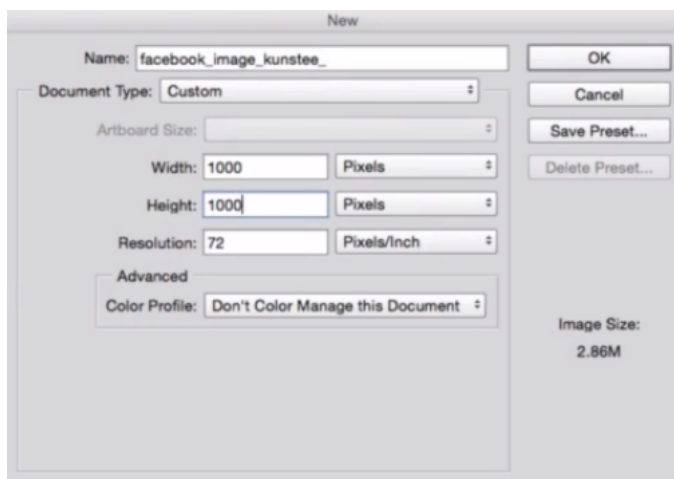 New
Name: facebook_image_kunstee_
OK
Document Type: Custom
Cancel
Artboard Size:
Save Preset...
Width: 1000 Pixels
Delete Preset...
Height: 1000 Pixels
Resolution: 72 Pixels/Inch
Advanced
Color Profile: Don't Color Manage this Document
Image Size:
2.86M